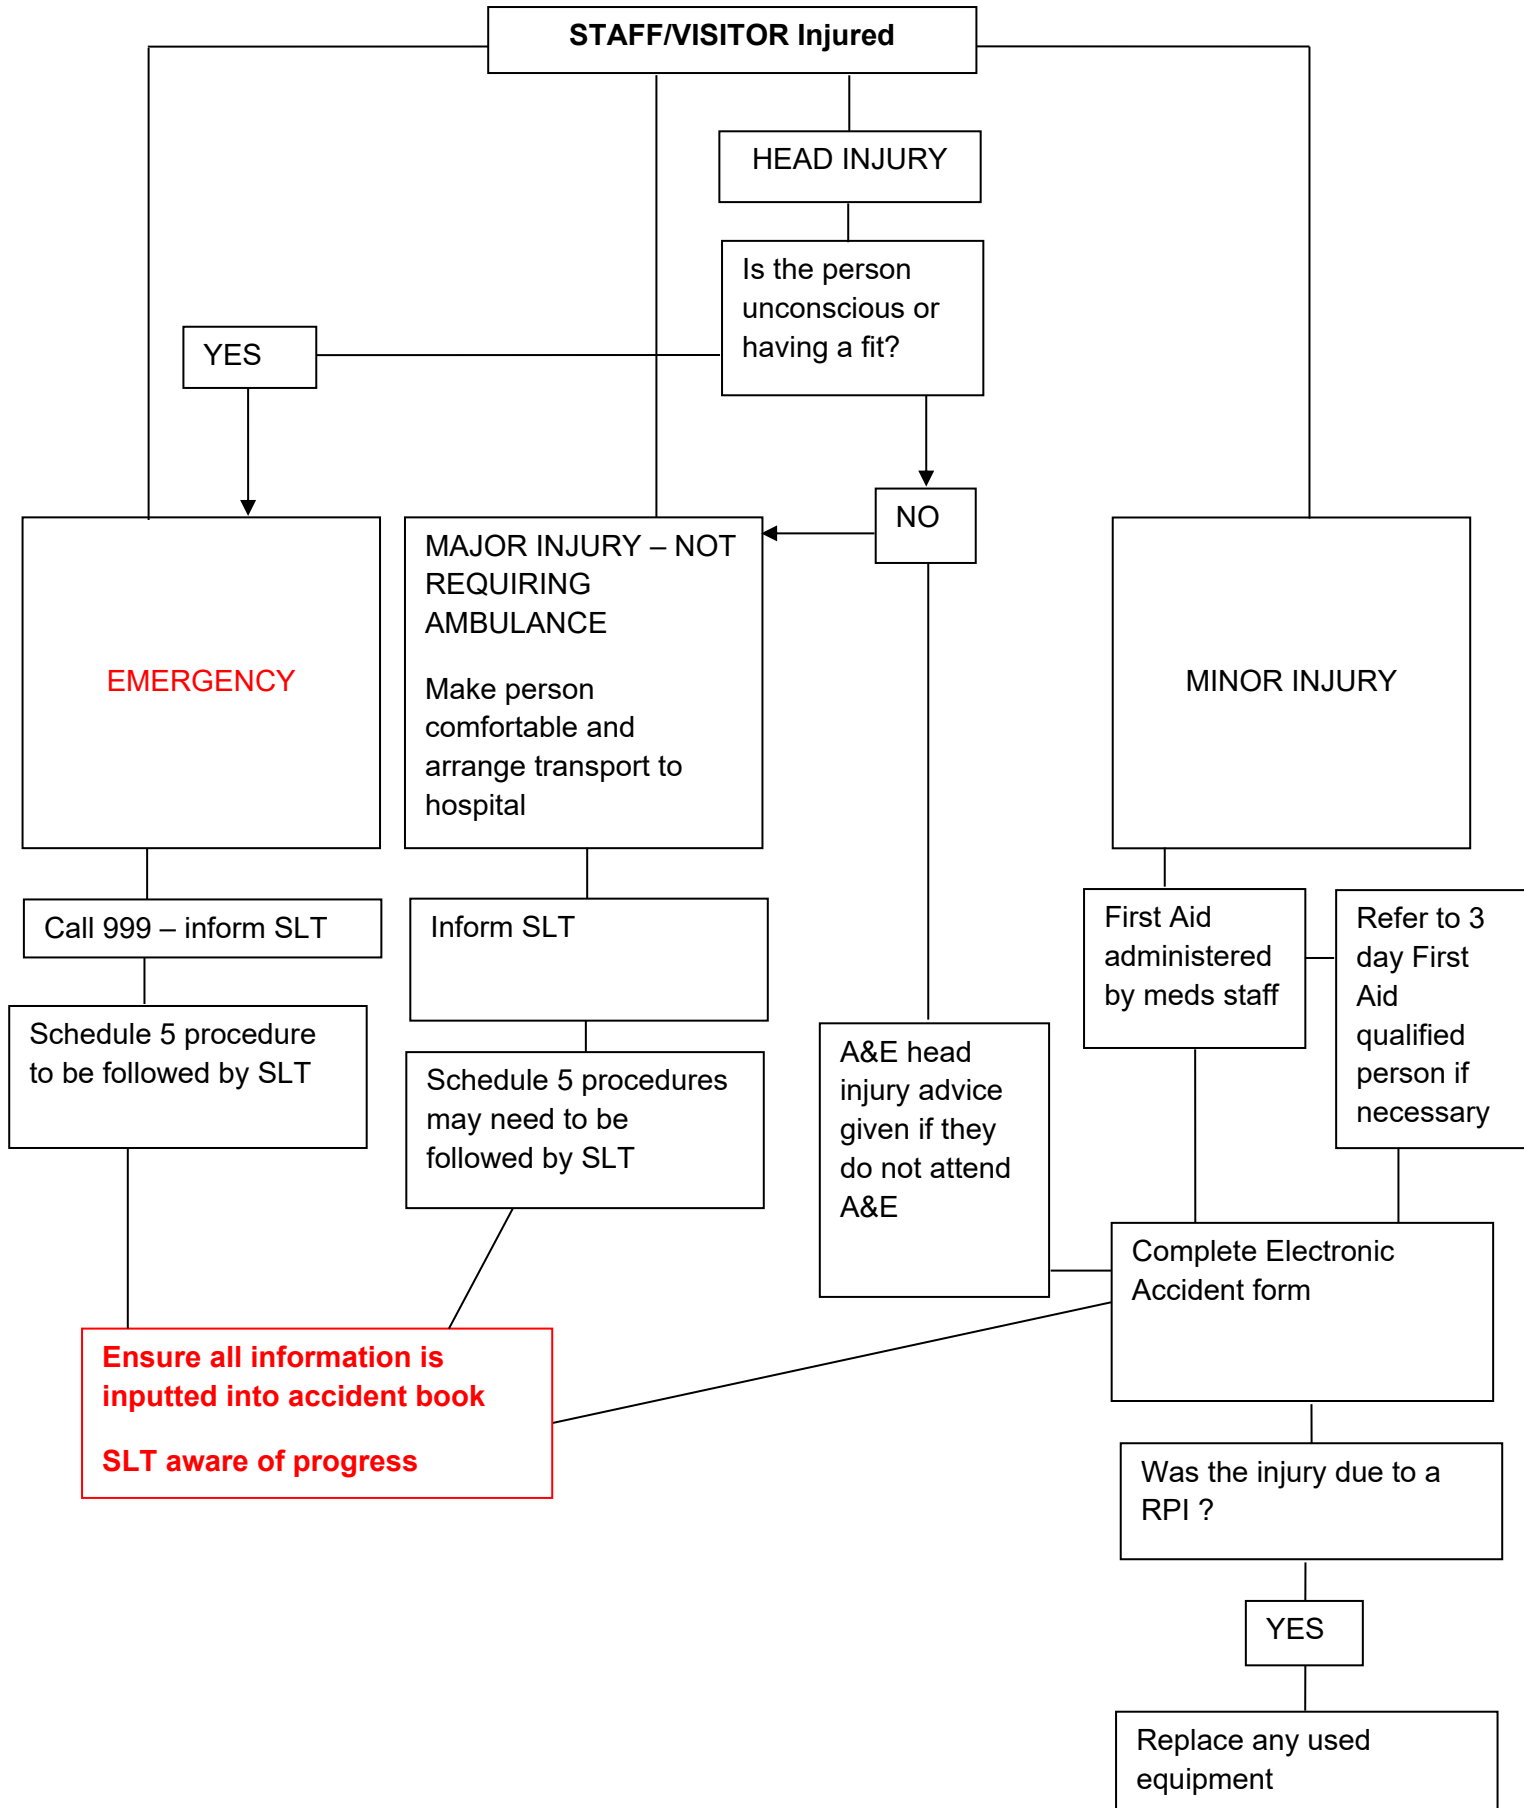 STAFF/VISITOR Injured
HEAD INJURY
Is the person
unconscious or
having a fit?
YES
NO
EMERGENCY
MAJOR INJURY – NOT
REQUIRING
AMBULANCE
Make person
comfortable and
arrange transport to
hospital
MINOR INJURY
Call 999 – inform SLT
Inform SLT
First Aid
administered
by meds staff
Refer to 3
day First
Aid
qualified
person if
necessary
Schedule 5 procedure
to be followed by SLT
Schedule 5 procedures
may need to be
followed by SLT
A&E head
injury advice
given if they
do not attend
A&E
Complete Electronic
Accident form
Ensure all information is
inputted into accident book
SLT aware of progress
Was the injury due to a
RPI ?
YES
Replace any used
equipment